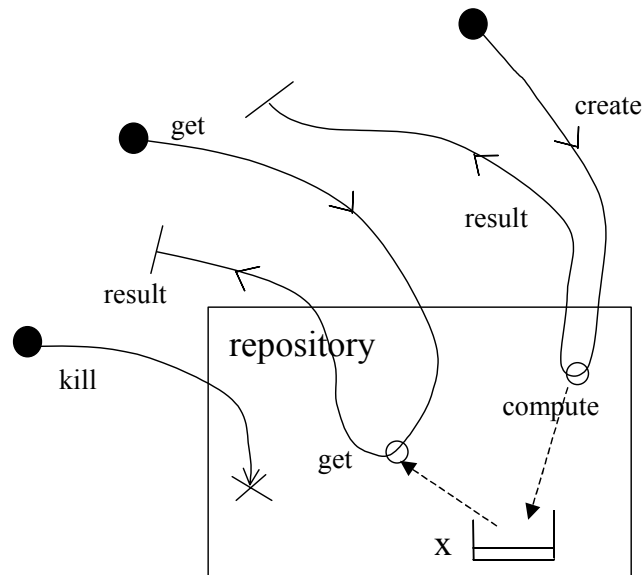 create
get
result
result
repository
kill
compute
get
x